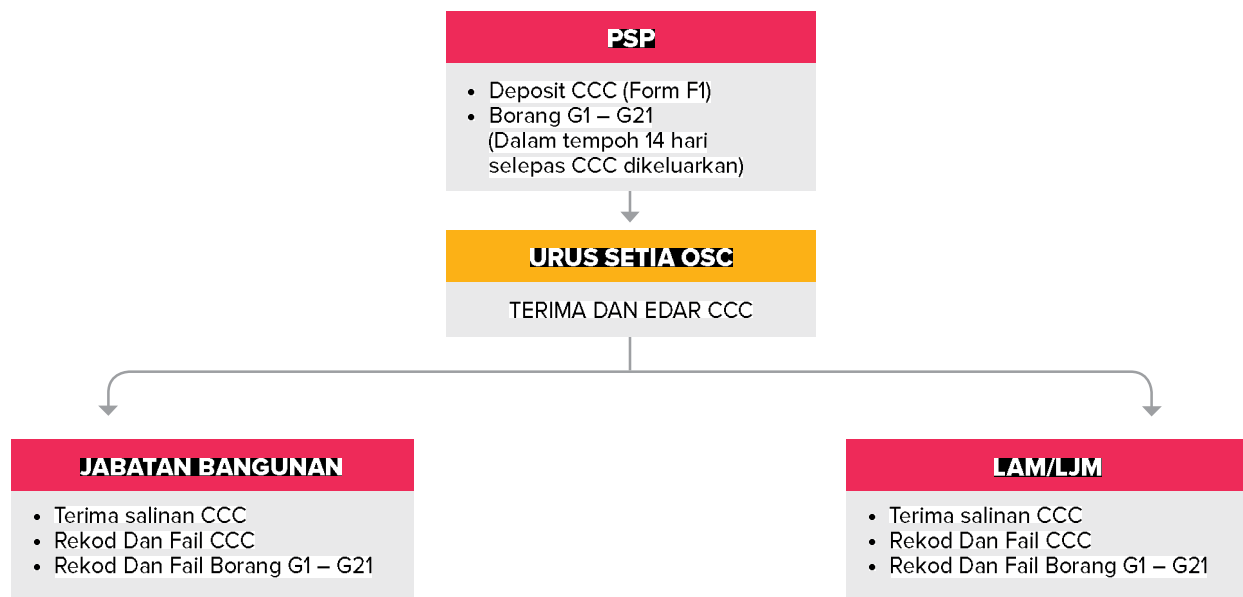 PSP
• Deposit CCC (Form F1)
• Borang G1 – G21
(Dalam tempoh 14 hari
selepas CCC dikeluarkan)
URUS SETIA OSC
TERIMA DAN EDAR CCC
JABATAN BANGUNAN
• Terima salinan CCC
• Rekod Dan Fail CCC
• Rekod Dan Fail Borang G1 – G21
LAM/LJM
• Terima salinan CCC
• Rekod Dan Fail CCC
• Rekod Dan Fail Borang G1 – G21